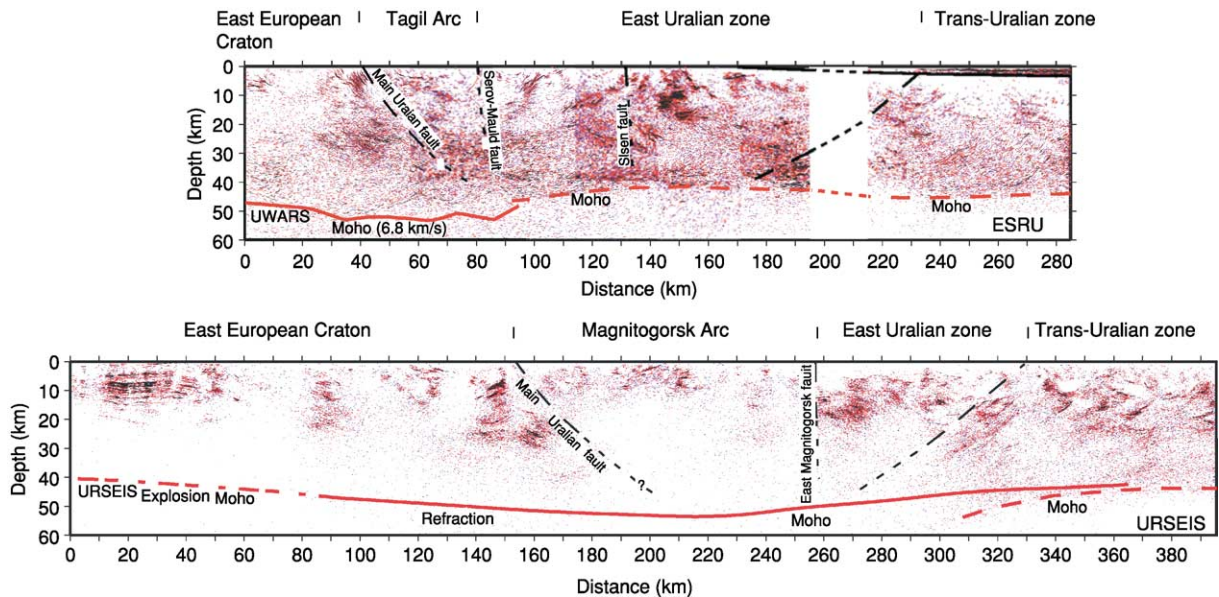 East European Craton | Tagil Arc | East Uralian zone | Trans-Uralian zone
0
10
20
30
40
50
60
Depth (km)
Main Uraian fault
Serov-Mauld fault
Sisen fault
UWARS
Moho (6.8 km/s)
Moho
Moho
ESRU
0 20 40 60 80 100 120 140 160 180 200 220 240 260 280
Distance (km)
East European Craton | Magnitogorsk Arc | East Uralian zone | Trans-Uralian zone
0
10
20
30
40
50
60
Depth (km)
Main Uralian fault
?
East Magnitogorsk fault
URSEIS Explosion Moho
Refraction
Moho
Moho
URSEIS
0 20 40 60 80 100 120 140 160 180 200 220 240 260 280 300 320 340 360 380
Distance (km)